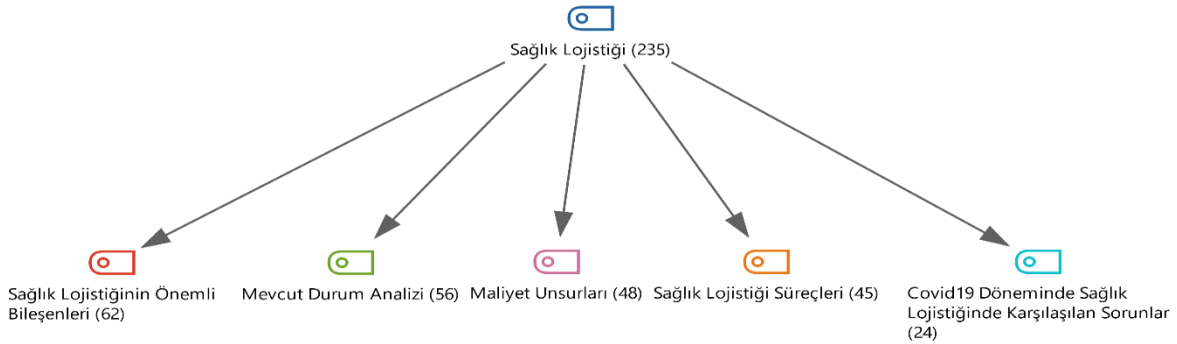 Sağlık Lojistiği (235)
Sağlık Lojistiğinin Önemli
Bileşenleri (62)
Mevcut Durum Analizi (56)
Maliyet Unsurları (48)
Sağlık Lojistiği Süreçleri (45)
Covid19 Döneminde Sağlık
Lojistiğinde Karşılaşılan Sorunlar
(24)